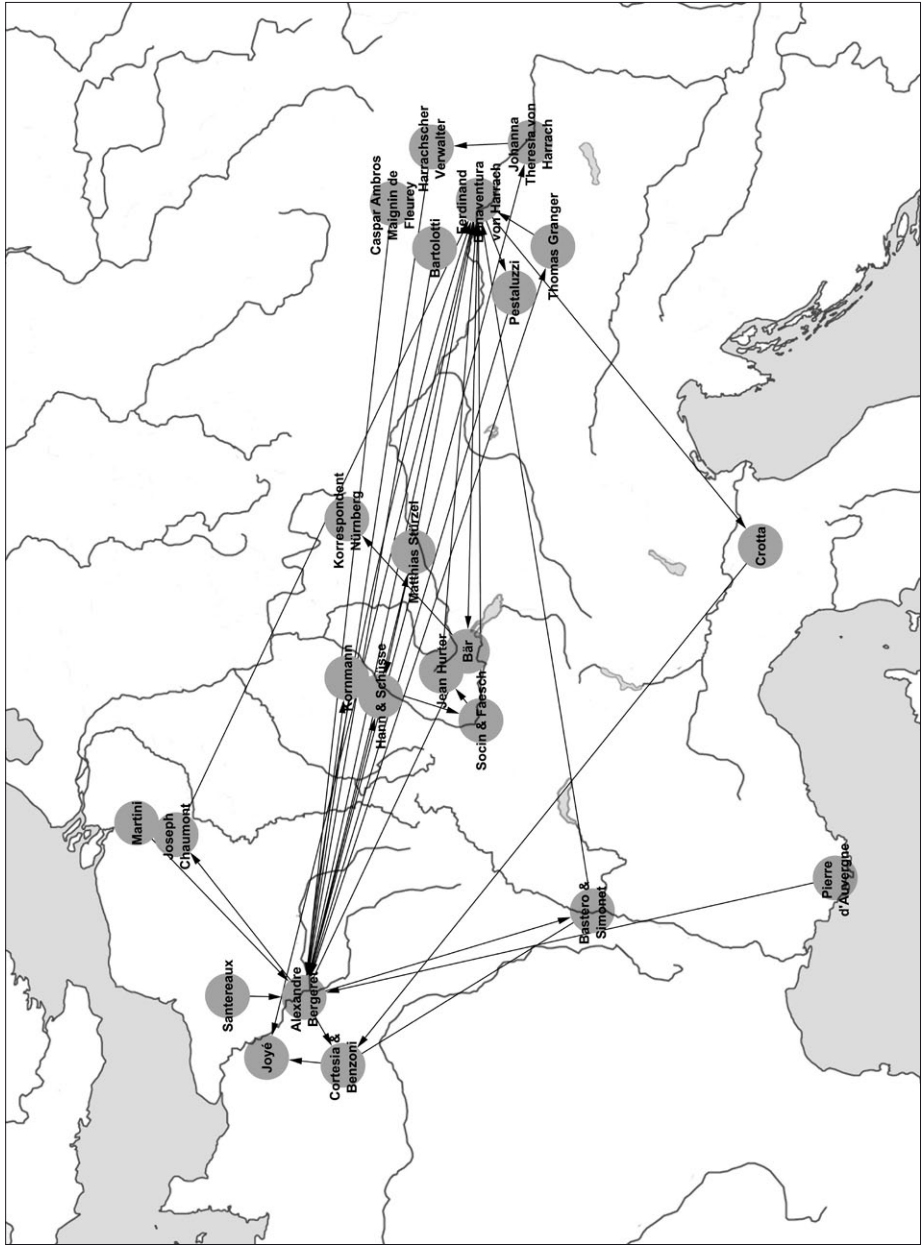 Martini
Joseph
Chaumont
Santereaux
Alexandre
Bergeret
Joyé
Cortesia &
Benzoni
Kornmann
Hann & Schüsse
Korrespondent
Nürnberg
Matthias Stürzel
Jean Hurter
Bär
Socin & Faesch
Caspar Ambros
Maignin de
Fleurey
Bartolotti
Harrachscher
Verwalter
Ferdinand
Bonaventura
von Harrach
Johanna
Theresia von
Harrach
Pestaluzzi
Thomas Granger
Bastero &
Simonet
Crotta
Pierre
d'Auvergne